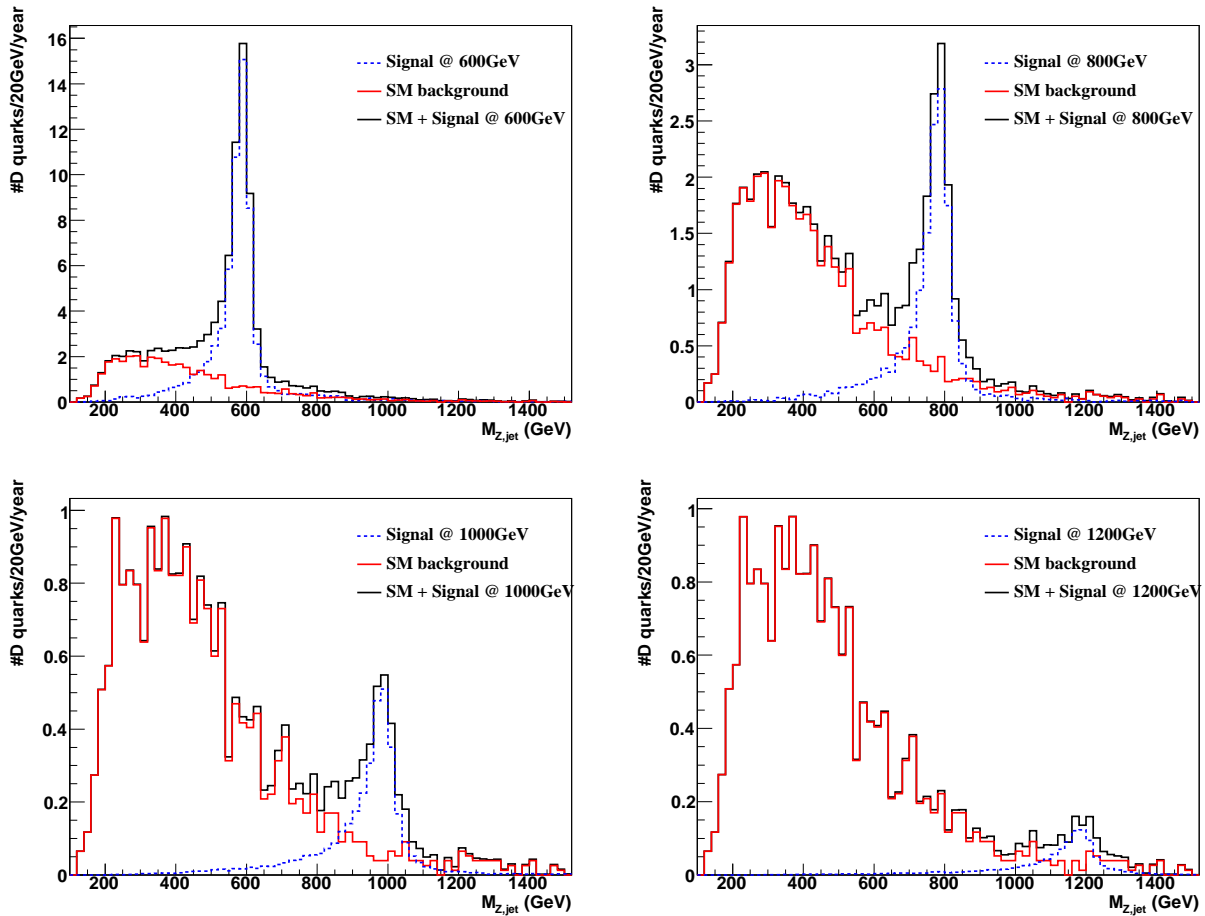 #D quarks/20GeV/year
16
14
12
10
8
6
4
2
0
Signal @ 600GeV
SM background
SM + Signal @ 600GeV
200 400 600 800 1000 1200 1400
M_Z,jet (GeV)
#D quarks/20GeV/year
3
2.5
2
1.5
1
0.5
0
Signal @ 800GeV
SM background
SM + Signal @ 800GeV
200 400 600 800 1000 1200 1400
M_Z,jet (GeV)
#D quarks/20GeV/year
1
0.8
0.6
0.4
0.2
0
Signal @ 1000GeV
SM background
SM + Signal @ 1000GeV
200 400 600 800 1000 1200 1400
M_Z,jet (GeV)
#D quarks/20GeV/year
1
0.8
0.6
0.4
0.2
0
Signal @ 1200GeV
SM background
SM + Signal @ 1200GeV
200 400 600 800 1000 1200 1400
M_Z,jet (GeV)